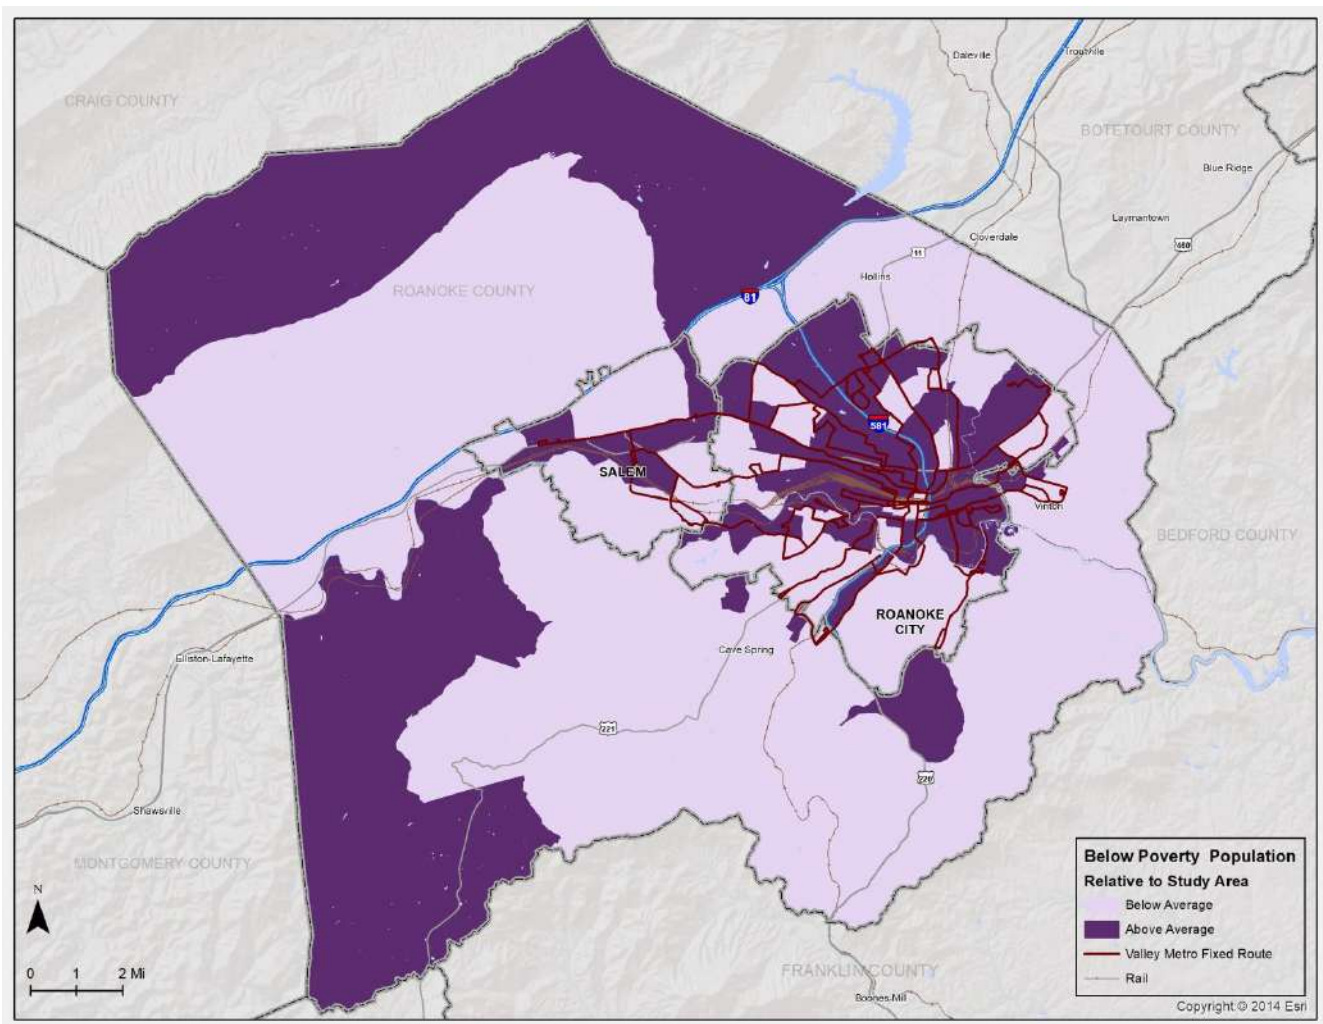 Daleville
Troutville
CRAIG COUNTY
BOTETOURT COUNTY
Blue Ridge
Laymantown
460
Cloverdale
11
Hollins
ROANOKE COUNTY
81
581
SALEM
Vinton
BEDFORD COUNTY
ROANOKE
CITY
Cave Spring
Elliston-Lafayette
221
220
Shawsville
MONTGOMERY COUNTY
FRANKLIN COUNTY
Boones Mill
N
0 1 2 Mi
Below Poverty Population
Relative to Study Area
Below Average
Above Average
Valley Metro Fixed Route
Rail
Copyright © 2014 Esri